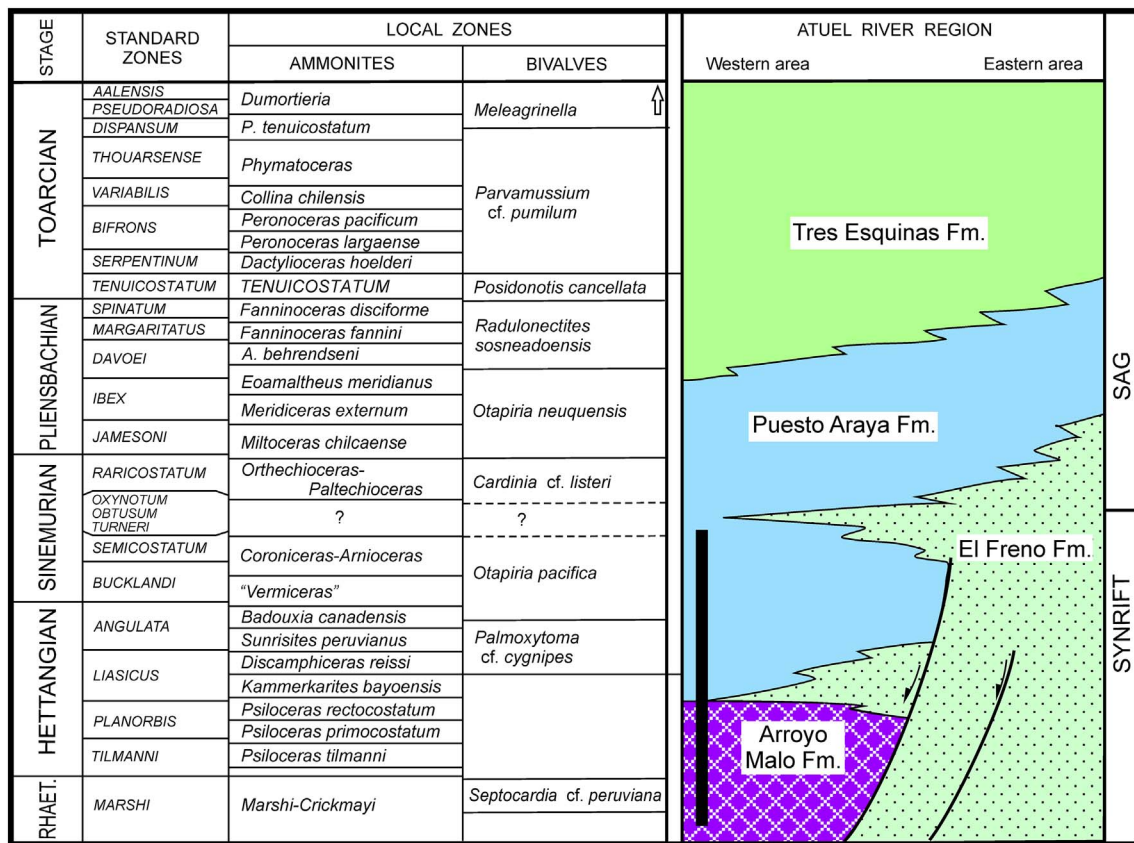 STAGE
STANDARD
ZONES
LOCAL ZONES
AMMONITES
BIVALVES
ATUEL RIVER REGION
Western area
Eastern area
TOARCIAN
PLIENSBACHIAN
SINEMURIAN
HETTANGIAN
RHAET.
AALENSIS
PSEUDORADIOSA
DISPANSUM
THOUARSENSE
VARIABILIS
BIFRONS
SERPENTINUM
TENUICOSTATUM
SPINATUM
MARGARITATUS
DAVOEI
IBEX
JAMESONI
RARICOSTATUM
OXYNOTUM
OBTUSUM
TURNERI
SEMICOSTATUM
BUCKLANDI
ANGULATA
LIASICUS
PLANORBIS
TILMANNI
MARSHI
Dumortieria
P. tenuicostatum
Phymatoceras
Collina chilensis
Peronoceras pacificum
Peronoceras largaense
Dactylioceras hoelderi
TENUICOSTATUM
Fanninoceras disciforme
Fanninoceras fannini
A. behrendseni
Eoamaltheus meridianus
Meridiceras externum
Miltoceras chilcaense
Orthechioceras-
Paltechioceras
?
Coroniceras-Arnioceras
“Vermiceras”
Badouxia canadensis
Sunrisites peruvianus
Discamphiceras reissi
Kammerkarites bayoensis
Psiloceras rectocostatum
Psiloceras primocostatum
Psiloceras tilmanni
Marshi-Crickmayi
Meleagrinella
Parvamussium
cf. pumilum
Posidonotis cancellata
Radulonectites
sosneadoensis
Otapiria neuquensis
Cardinia cf. listeri
?
Otapiria pacifica
Palmoxytoma
cf. cygnipes
Septocardia cf. peruviana
Tres Esquinas Fm.
Puesto Araya Fm.
El Freno Fm.
Arroyo
Malo Fm.
SAG
SYNRIFT